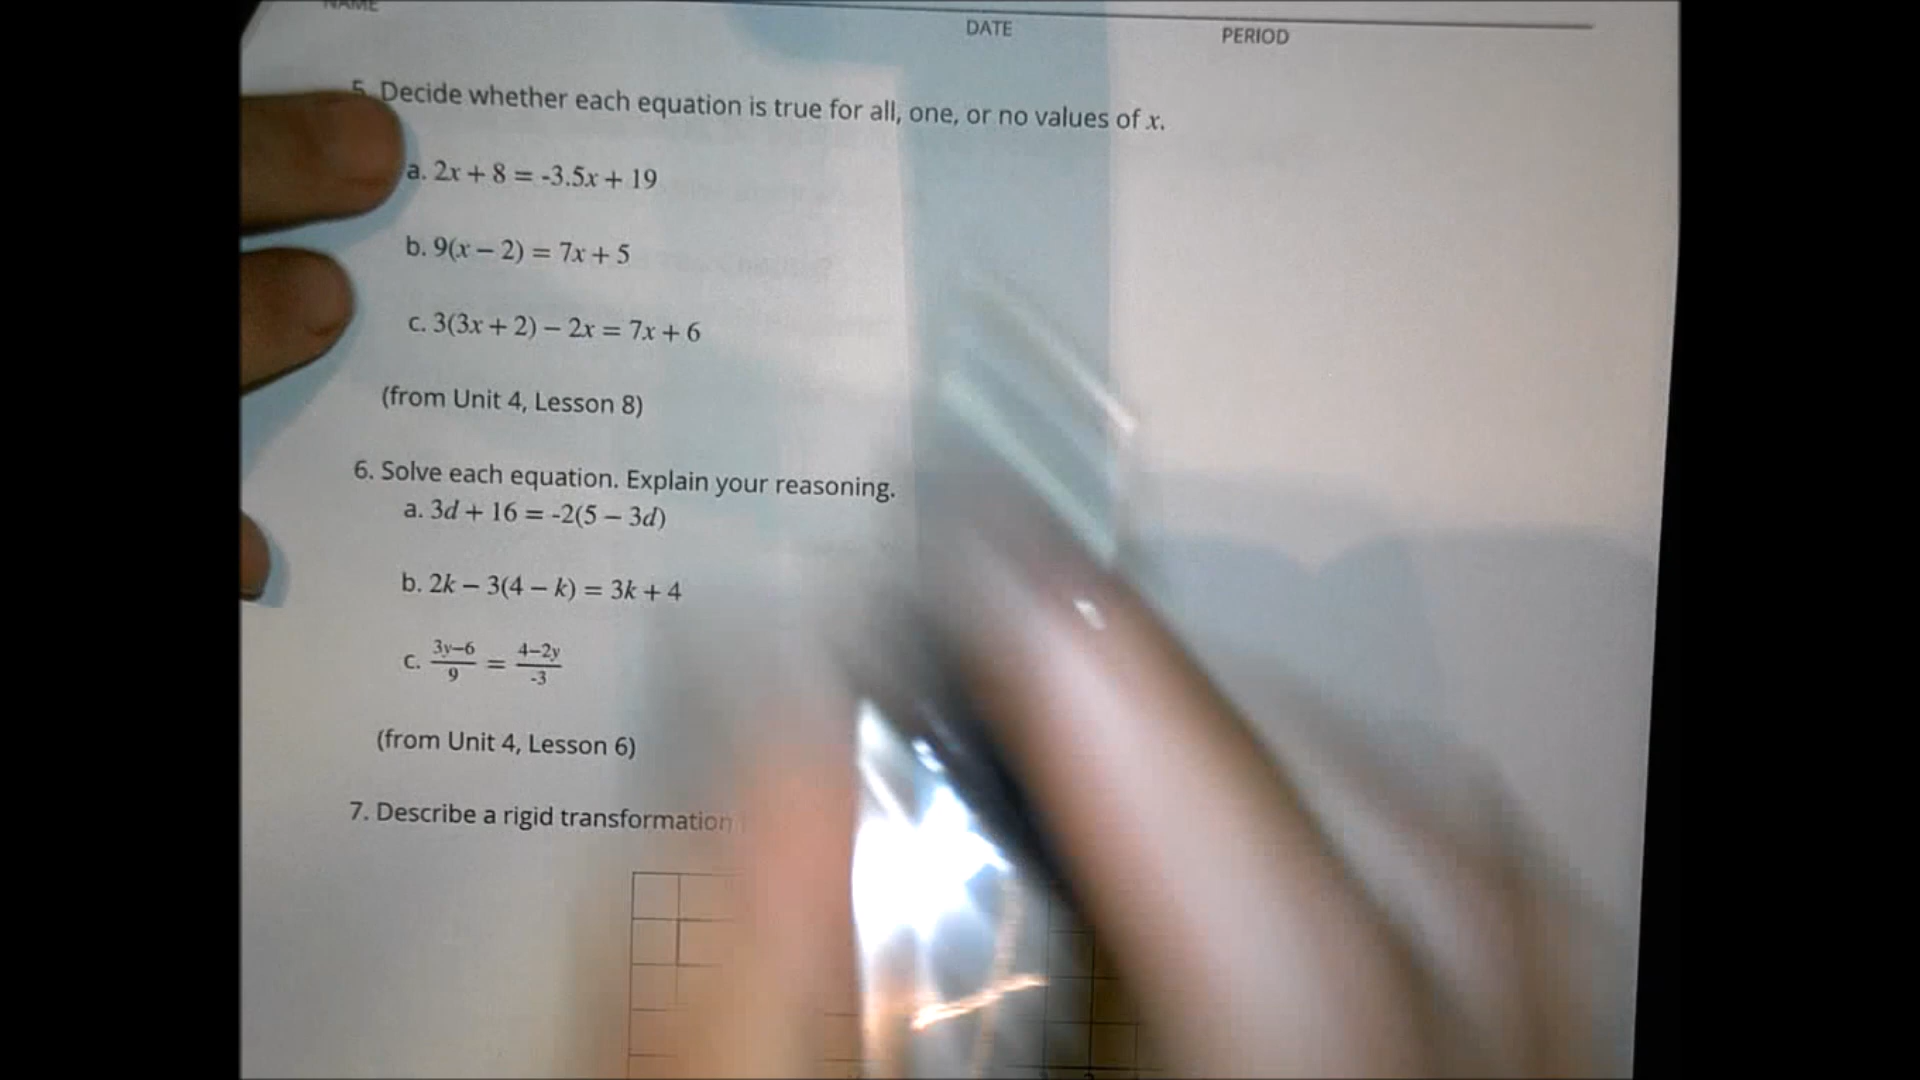 NAME
DATE
PERIOD
5. Decide whether each equation is true for all, one, or no values of x.
a. 2x + 8 = -3.5x + 19
b. 9(x – 2) = 7x + 5
c. 3(3x + 2) – 2x = 7x + 6
(from Unit 4, Lesson 8)
6. Solve each equation. Explain your reasoning.
a. 3d + 16 = -2(5 – 3d)
b. 2k – 3(4 – k) = 3k + 4
c. 3y–6/9 = 4–2y/-3
(from Unit 4, Lesson 6)
7. Describe a rigid transformation